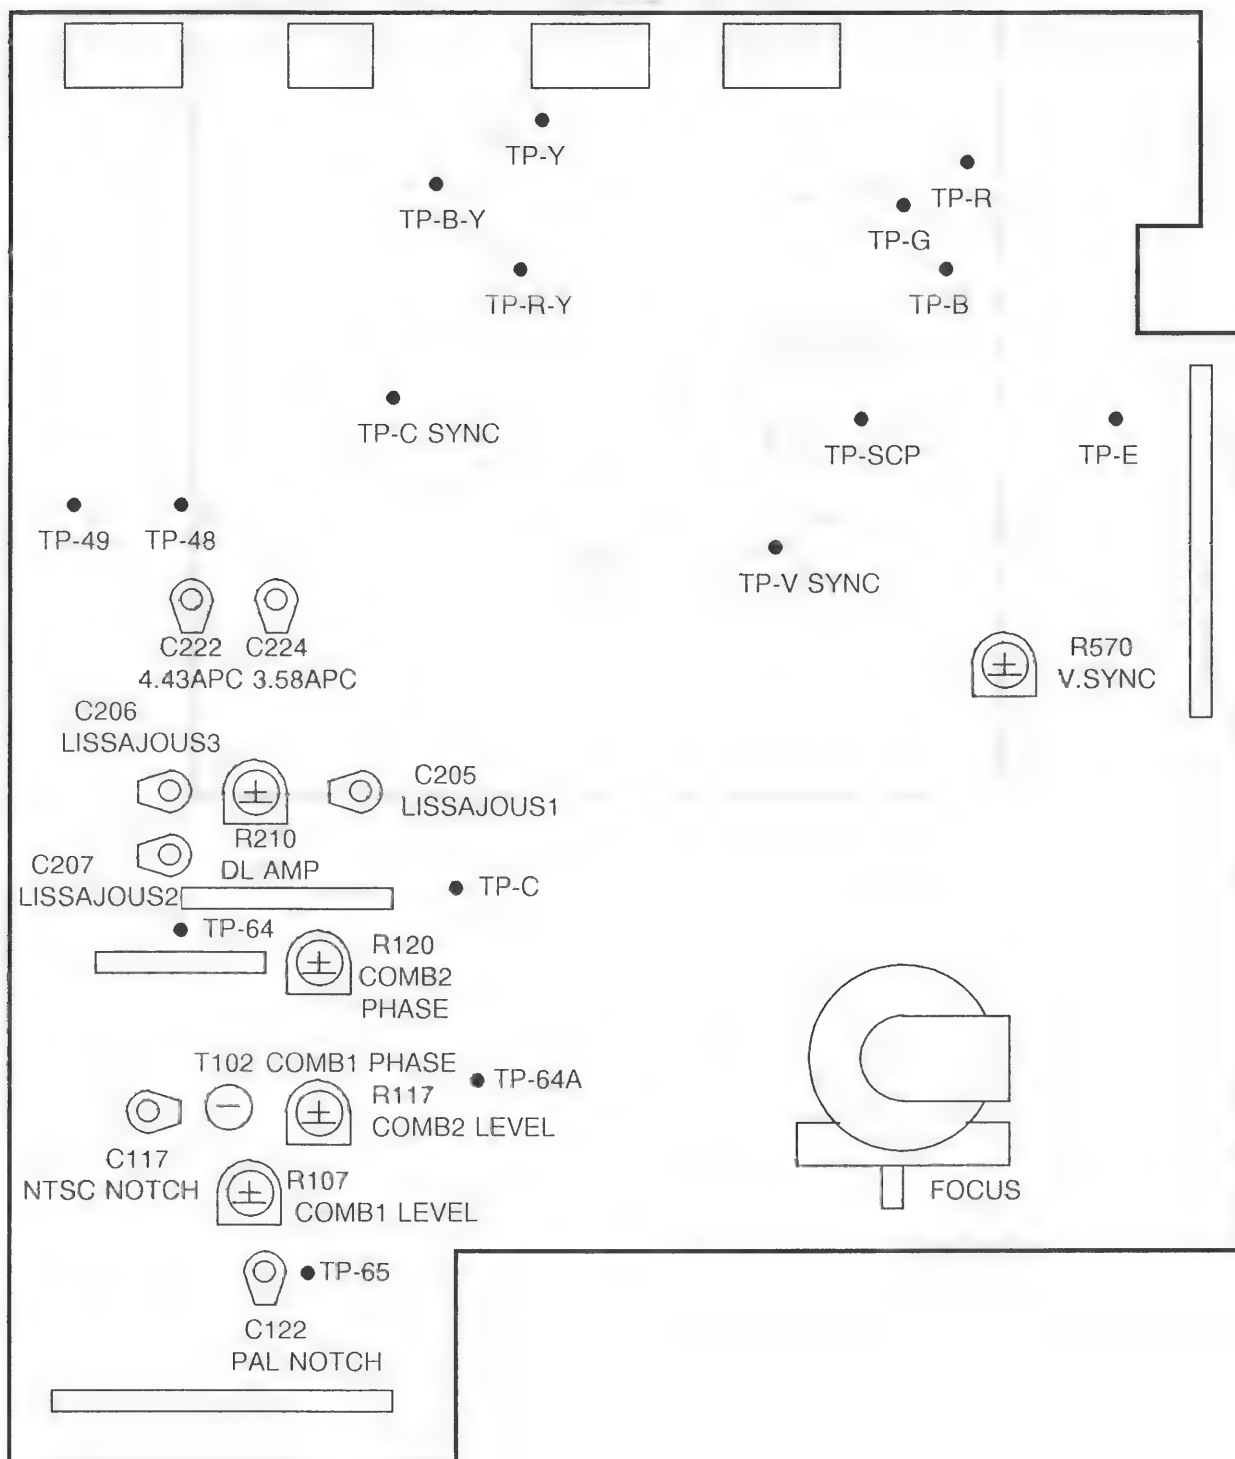 TP-Y
TP-R
TP-B-Y
TP-G
TP-R-Y
TP-B
TP-C SYNC
TP-SCP
TP-E
TP-49
TP-48
TP-V SYNC
C222
4.43APC
C224
3.58APC
R570
V.SYNC
C206
LISSAJOUS3
C205
LISSAJOUS1
R210
DL AMP
C207
LISSAJOUS2
TP-C
TP-64
R120
COMB2
PHASE
T102 COMB1 PHASE
TP-64A
R117
COMB2 LEVEL
C117
NTSC NOTCH
R107
COMB1 LEVEL
FOCUS
TP-65
C122
PAL NOTCH